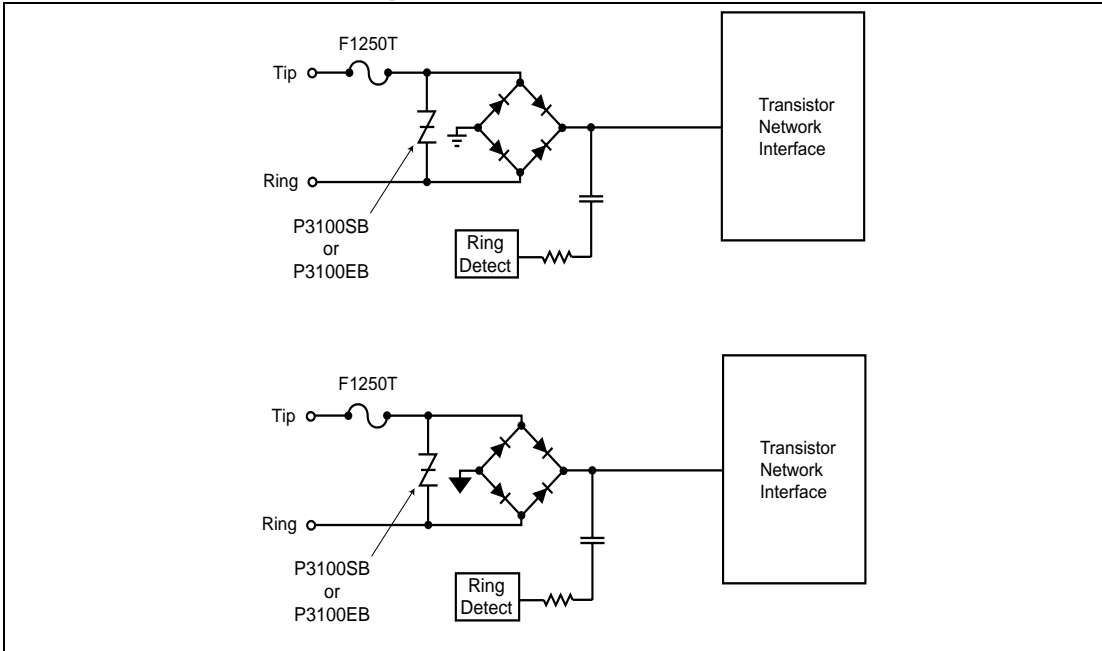 F1250T
Tip
Transistor
Network
Interface
Ring
P3100SB
or
P3100EB
Ring
Detect
F1250T
Tip
Transistor
Network
Interface
Ring
P3100SB
or
P3100EB
Ring
Detect